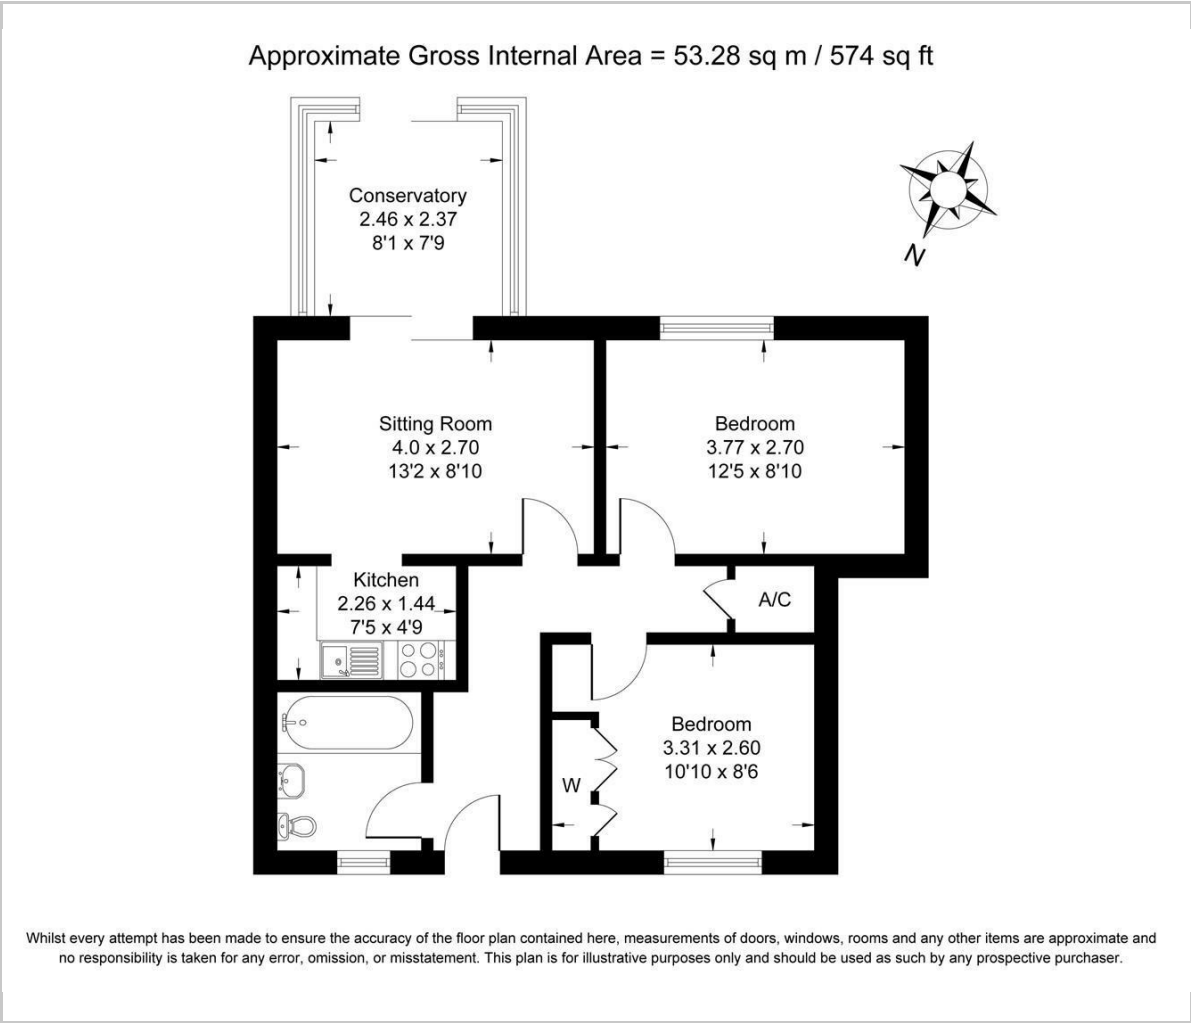 Approximate Gross Internal Area = 53.28 sq m / 574 sq ft
Conservatory
2.46 x 2.37
8'1 x 7'9
N
Sitting Room
4.0 x 2.70
13'2 x 8'10
Bedroom
3.77 x 2.70
12'5 x 8'10
Kitchen
2.26 x 1.44
7'5 x 4'9
A/C
Bedroom
3.31 x 2.60
10'10 x 8'6
W
Whilst every attempt has been made to ensure the accuracy of the floor plan contained here, measurements of doors, windows, rooms and any other items are approximate and
no responsibility is taken for any error, omission, or misstatement. This plan is for illustrative purposes only and should be used as such by any prospective purchaser.